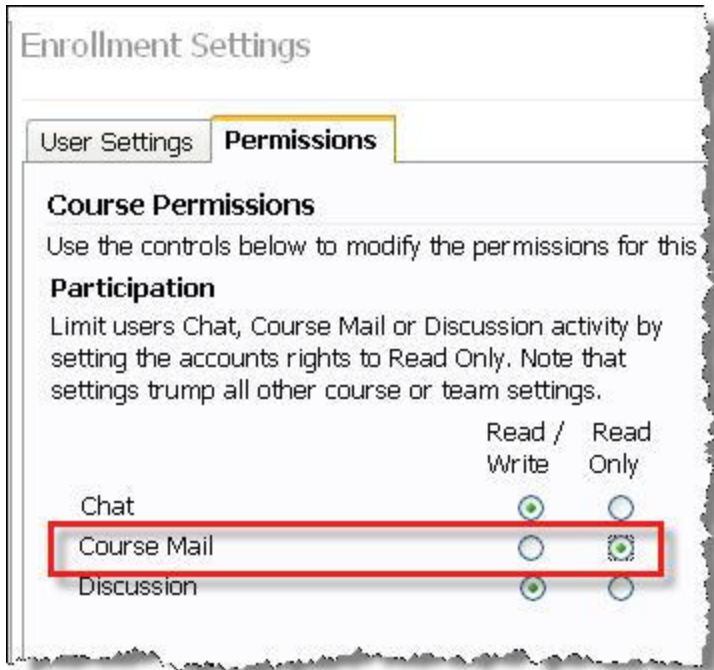 Enrollment Settings
User Settings Permissions
Course Permissions
Use the controls below to modify the permissions for this
Participation
Limit users Chat, Course Mail or Discussion activity by
setting the accounts rights to Read Only. Note that
settings trump all other course or team settings.
Read / Read
Write Only
Chat
Course Mail
Discussion